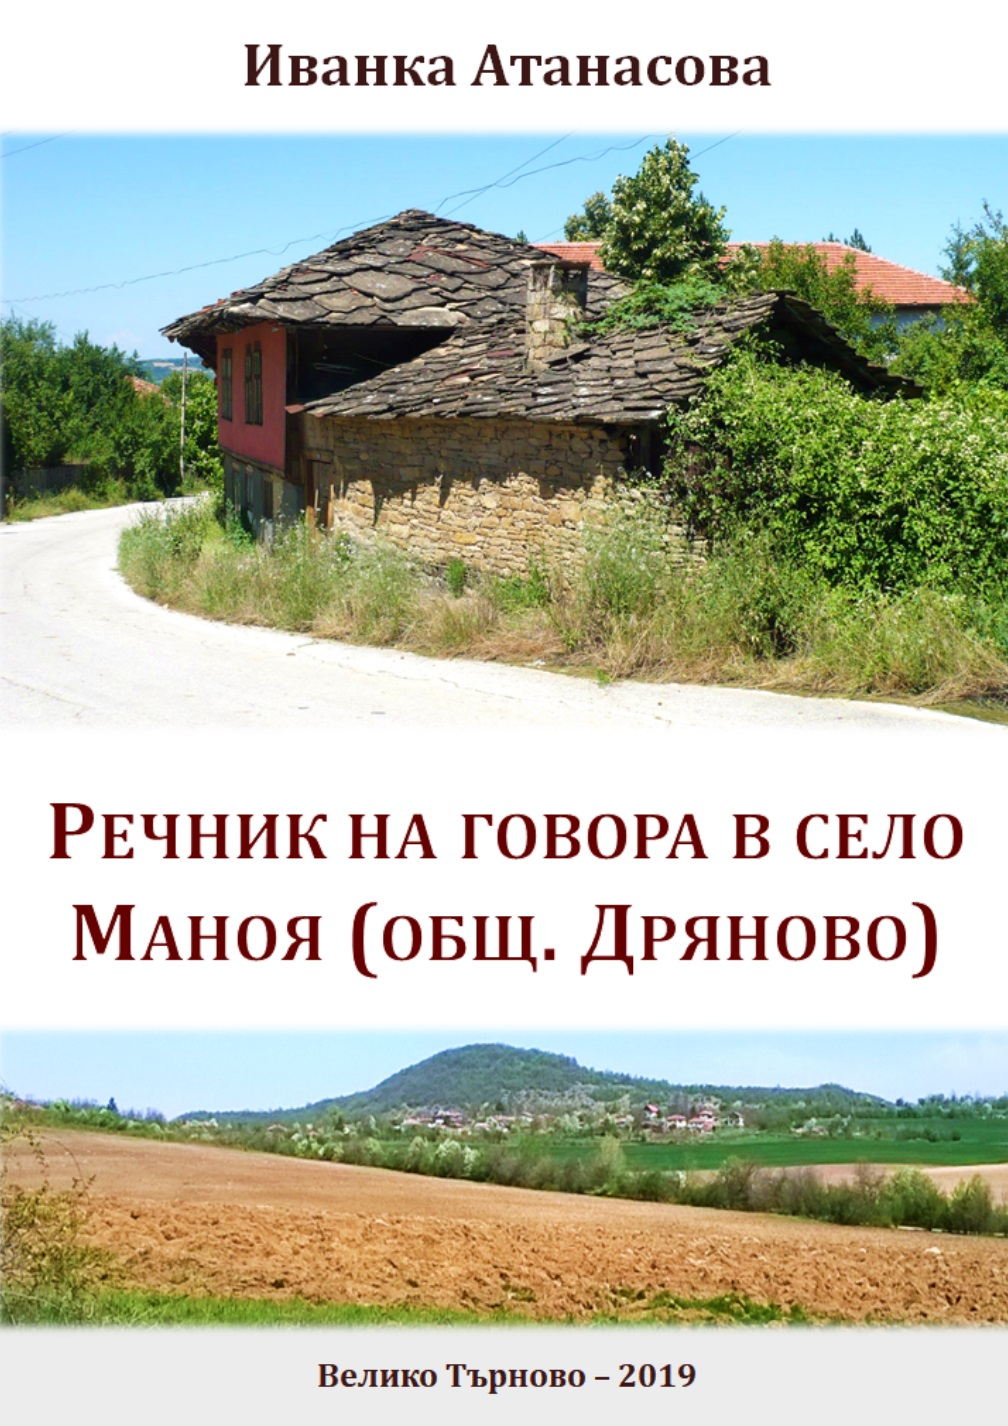 Иванка Атанасова
Речник на говора в село
Маноя (общ. Дряново)
Велико Търново – 2019